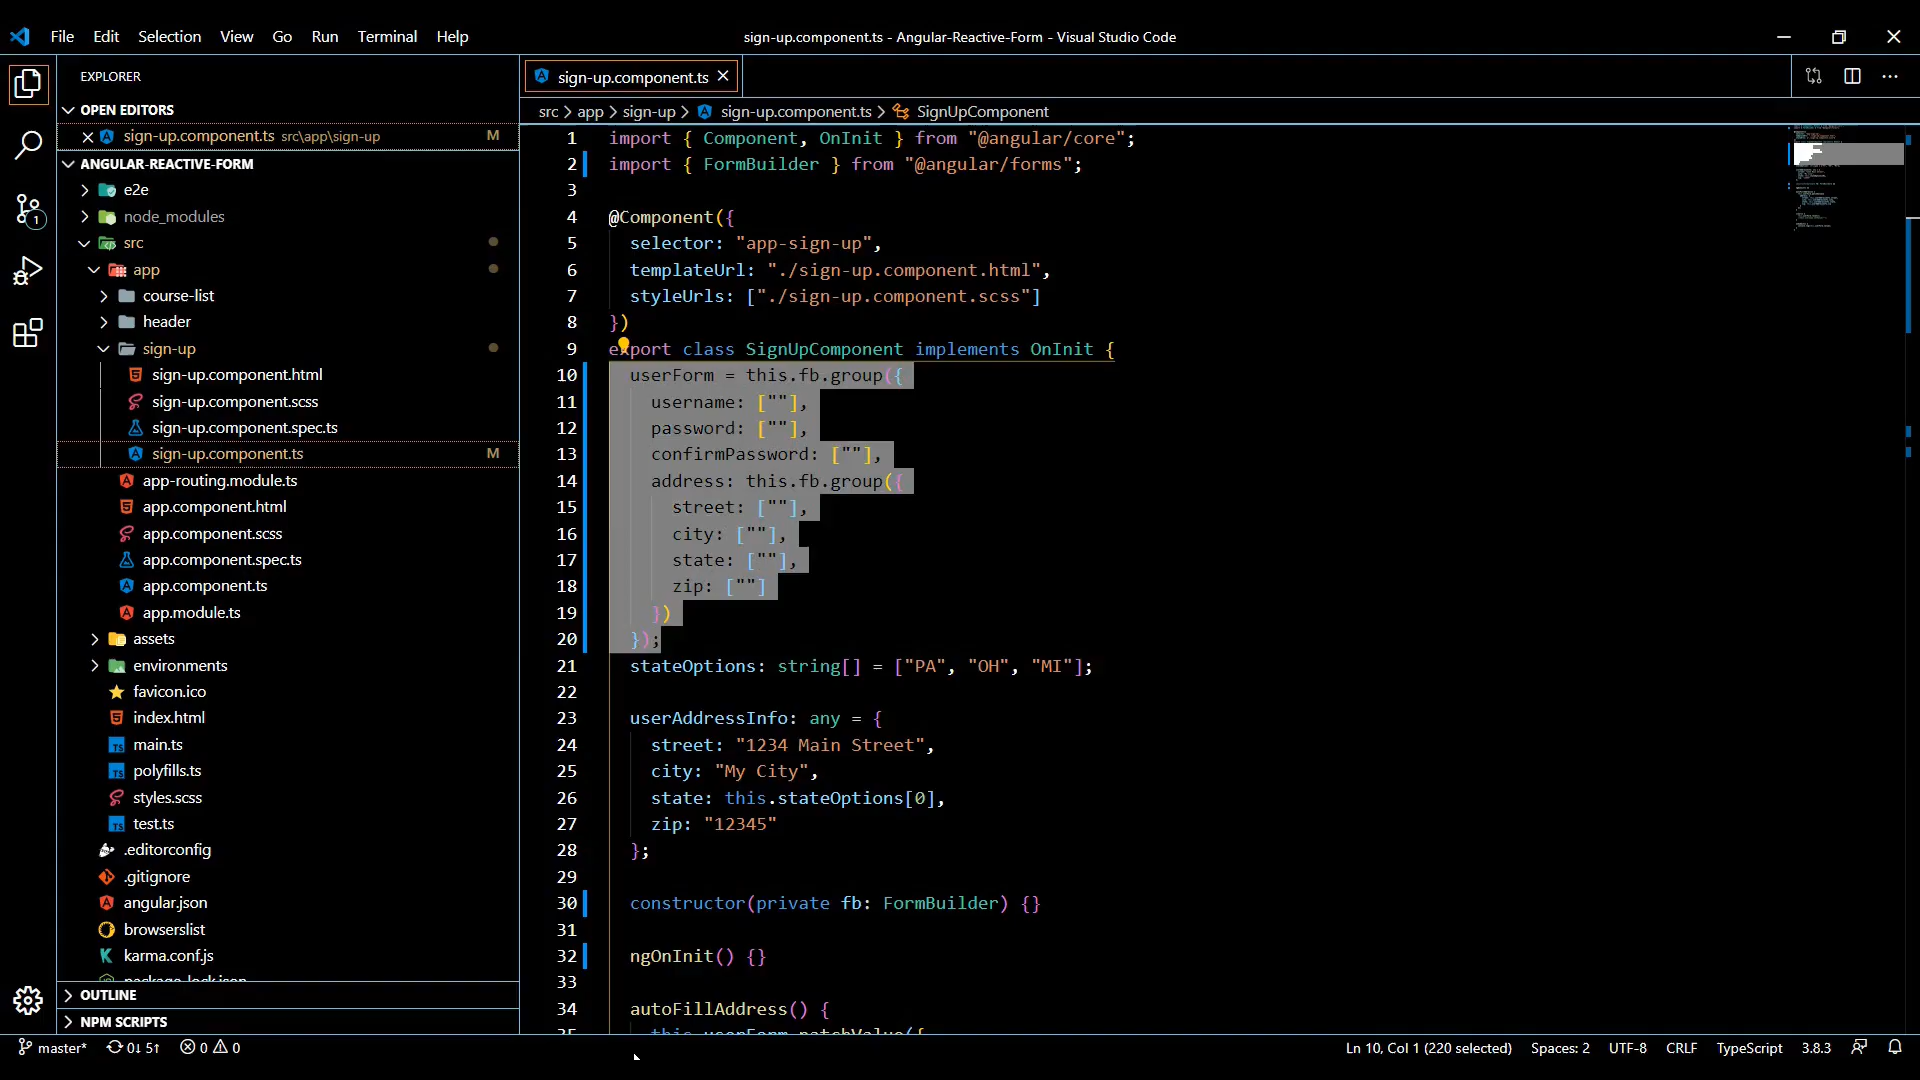 File Edit Selection View Go Run Terminal Help
sign-up.component.ts - Angular-Reactive-Form - Visual Studio Code
EXPLORER
OPEN EDITORS
sign-up.component.ts src\app\sign-up M
ANGULAR-REACTIVE-FORM
e2e
node_modules
src
app
course-list
header
sign-up
sign-up.component.html
sign-up.component.scss
sign-up.component.spec.ts
sign-up.component.ts M
app-routing.module.ts
app.component.html
app.component.scss
app.component.spec.ts
app.component.ts
app.module.ts
assets
environments
favicon.ico
index.html
main.ts
polyfills.ts
styles.scss
test.ts
.editorconfig
.gitignore
angular.json
browserslist
karma.conf.js
package-lock.json
OUTLINE
NPM SCRIPTS
1
sign-up.component.ts
src > app > sign-up > sign-up.component.ts > SignUpComponent
1 import { Component, OnInit } from "@angular/core";
2 import { FormBuilder } from "@angular/forms";
3
4 @Component({
5 selector: "app-sign-up",
6 templateUrl: "./sign-up.component.html",
7 styleUrls: ["./sign-up.component.scss"]
8 })
9 export class SignUpComponent implements OnInit {
10 userForm = this.fb.group({
11 username: [""],
12 password: [""],
13 confirmPassword: [""],
14 address: this.fb.group({
15 street: [""],
16 city: [""],
17 state: [""],
18 zip: [""]
19 })
20 });
21 stateOptions: string[] = ["PA", "OH", "MI"];
22
23 userAddressInfo: any = {
24 street: "1234 Main Street",
25 city: "My City",
26 state: this.stateOptions[0],
27 zip: "12345"
28 };
29
30 constructor(private fb: FormBuilder) {}
31
32 ngOnInit() {}
33
34 autoFillAddress() {
35 this.userForm.patchValue({
master* 0↓ 5↑ 0 0
Ln 10, Col 1 (220 selected) Spaces: 2 UTF-8 CRLF TypeScript 3.8.3